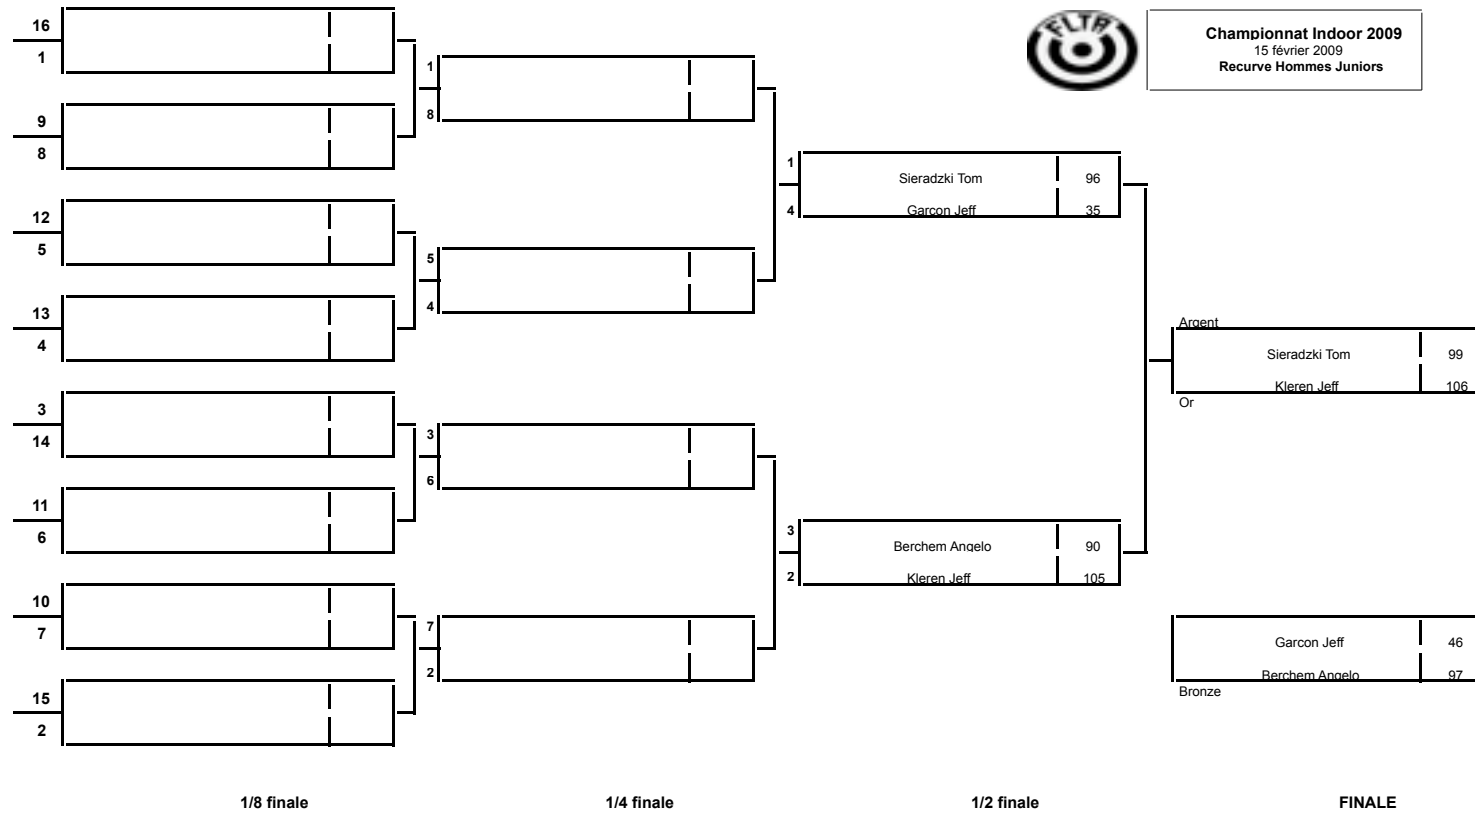 FLTA
Championnat Indoor 2009
15 février 2009
Recurve Hommes Juniors
16
1
9
8
12
5
13
4
3
14
11
6
10
7
15
2
1
8
5
4
3
6
7
2
1
Sieradzki Tom 96
4
Garcon Jeff 35
3
Berchem Angelo 90
2
Kleren Jeff 105
Argent
Sieradzki Tom 99
Kleren Jeff 106
Or
Garcon Jeff 46
Berchem Angelo 97
Bronze
1/8 finale
1/4 finale
1/2 finale
FINALE